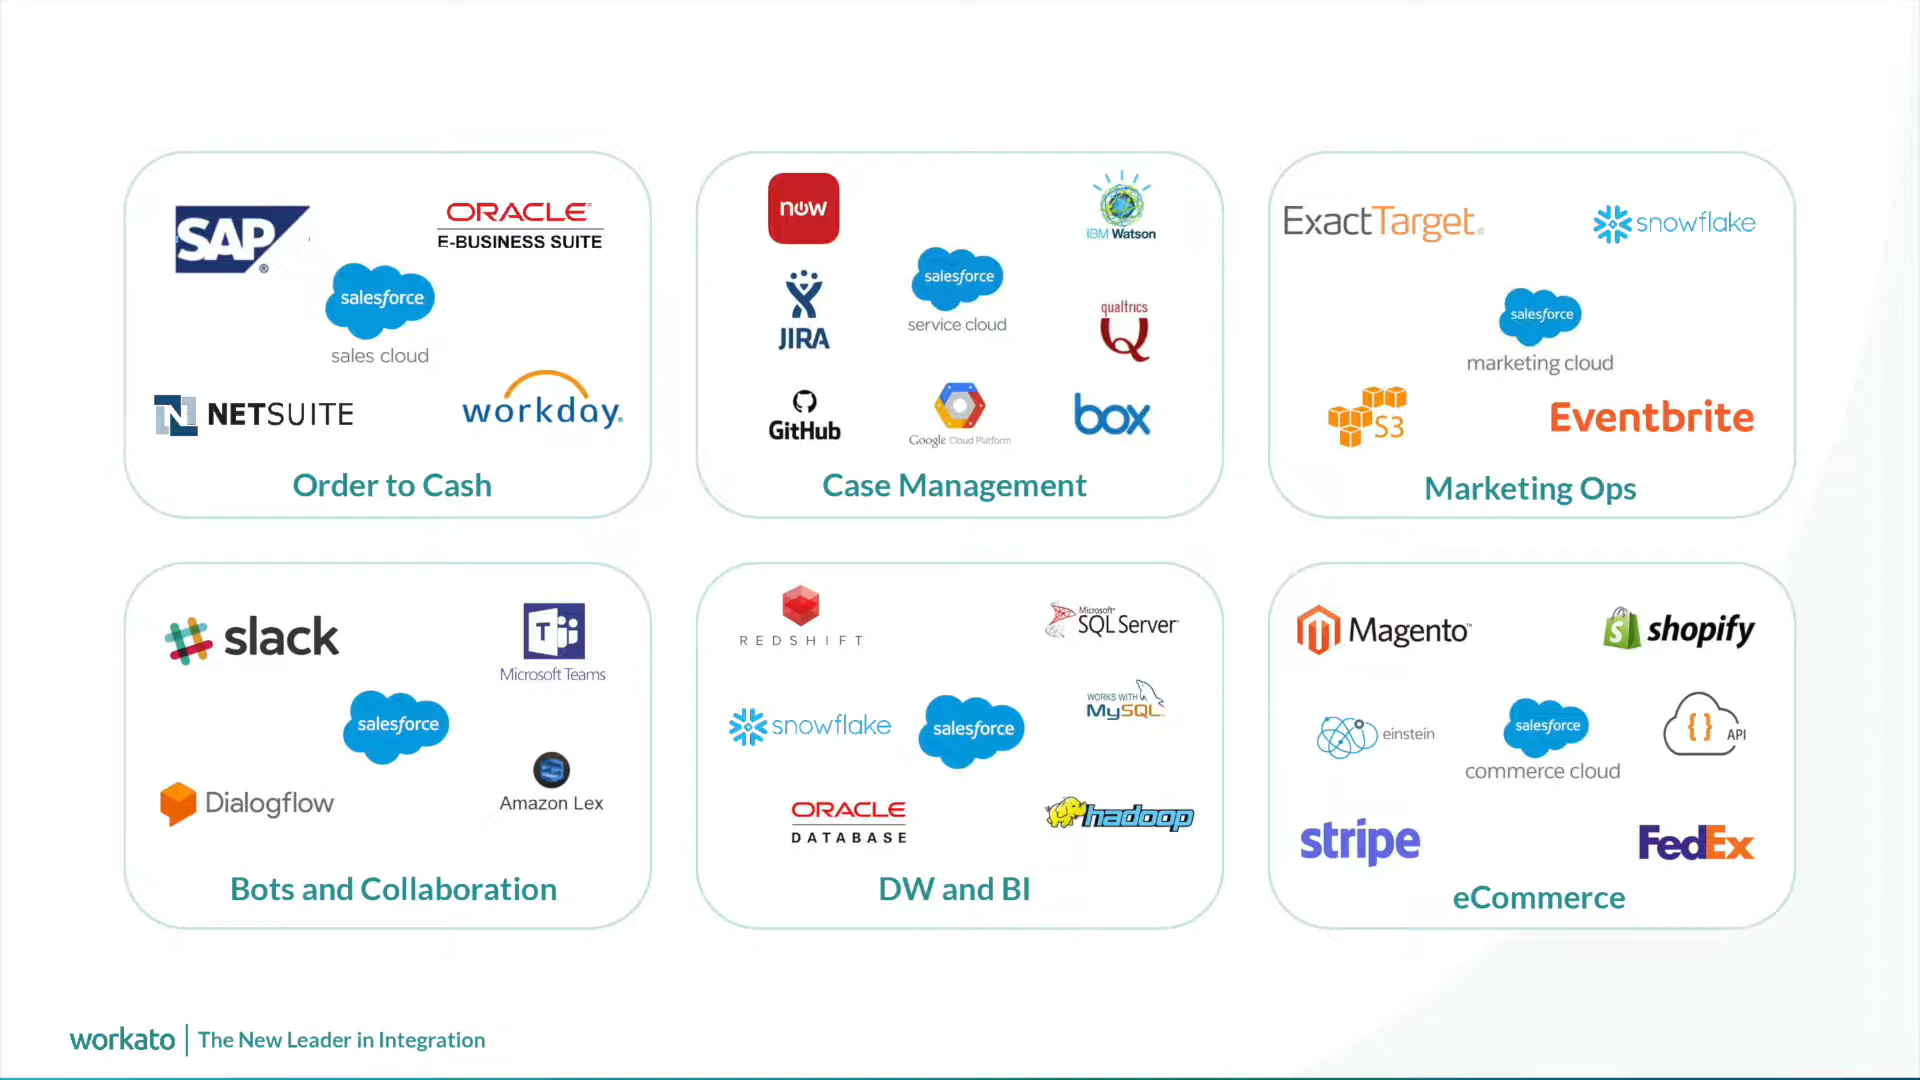 SAP
®
ORACLE®
E-BUSINESS SUITE
salesforce
sales cloud
N NETSUITE
workday.
Order to Cash
now
IBM Watson
JIRA
salesforce
service cloud
qualtrics
Q
GitHub
Google Cloud Platform
box
Case Management
ExactTarget®
snowflake
salesforce
marketing cloud
S3
Eventbrite
Marketing Ops
slack
T
Microsoft Teams
salesforce
Dialogflow
Amazon Lex
Bots and Collaboration
REDSHIFT
Microsoft®
SQL Server
snowflake
salesforce
WORKS WITH
MySQL
ORACLE
DATABASE
hadoop
DW and BI
Magento™
S shopify
einstein
salesforce
commerce cloud
{ } API
stripe
FedEx
eCommerce
workato | The New Leader in Integration